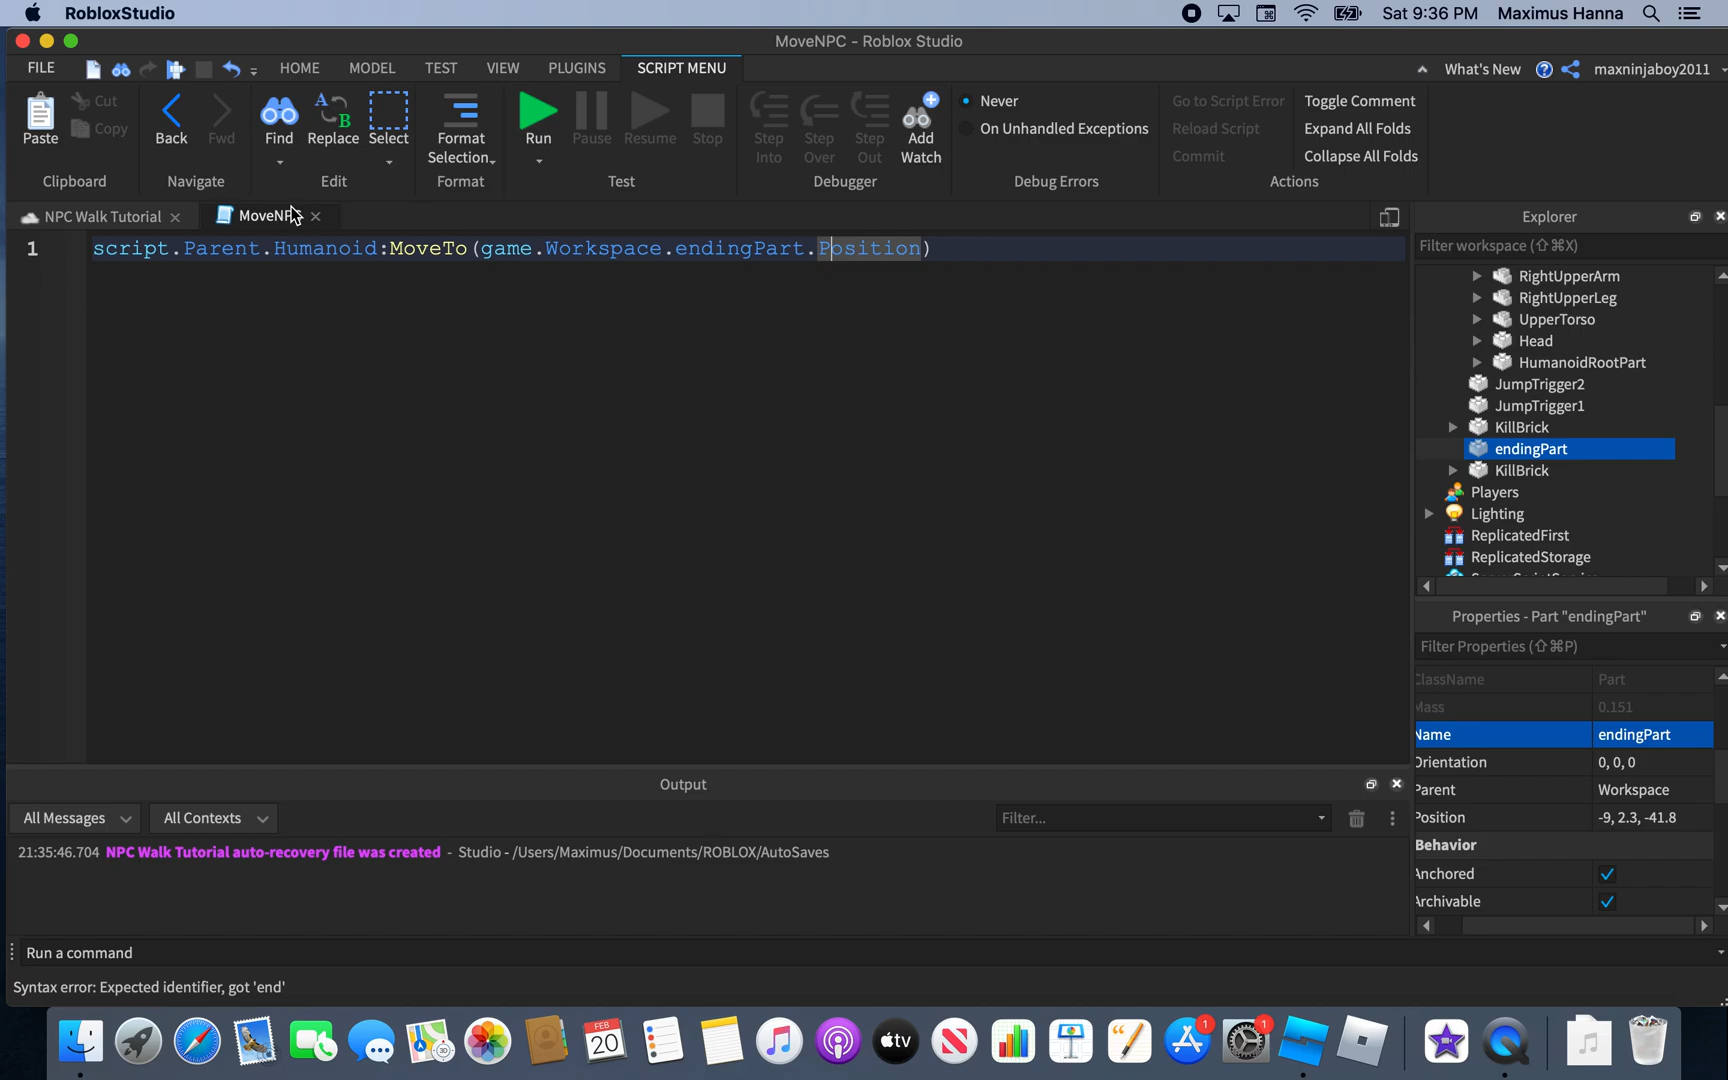 RobloxStudio Sat 9:36 PM Maximus Hanna
MoveNPC - Roblox Studio
FILE HOME MODEL TEST VIEW PLUGINS SCRIPT MENU What's New maxninjaboy2011
Paste Cut Copy Back Fwd Find Replace Select Format Selection Run Pause Resume Stop Step Into Step Over Step Out Add Watch
Never
On Unhandled Exceptions
Go to Script Error Toggle Comment
Reload Script Expand All Folds
Commit Collapse All Folds
Clipboard Navigate Edit Format Test Debugger Debug Errors Actions
NPC Walk Tutorial MoveNPC Explorer
1 script.Parent.Humanoid:MoveTo(game.Workspace.endingPart.Position)
Filter workspace (⇧⌘X)
RightUpperArm
RightUpperLeg
UpperTorso
Head
HumanoidRootPart
JumpTrigger2
JumpTrigger1
KillBrick
endingPart
KillBrick
Players
Lighting
ReplicatedFirst
ReplicatedStorage
Properties - Part "endingPart"
Filter Properties (⇧⌘P)
ClassName Part
Mass 0.151
Name endingPart
Orientation 0, 0, 0
Parent Workspace
Position -9, 2.3, -41.8
Behavior
Anchored
Archivable
Output
All Messages All Contexts Filter...
21:35:46.704 NPC Walk Tutorial auto-recovery file was created - Studio - /Users/Maximus/Documents/ROBLOX/AutoSaves
Run a command
Syntax error: Expected identifier, got 'end'
FEB
20
3D
tv
1
1